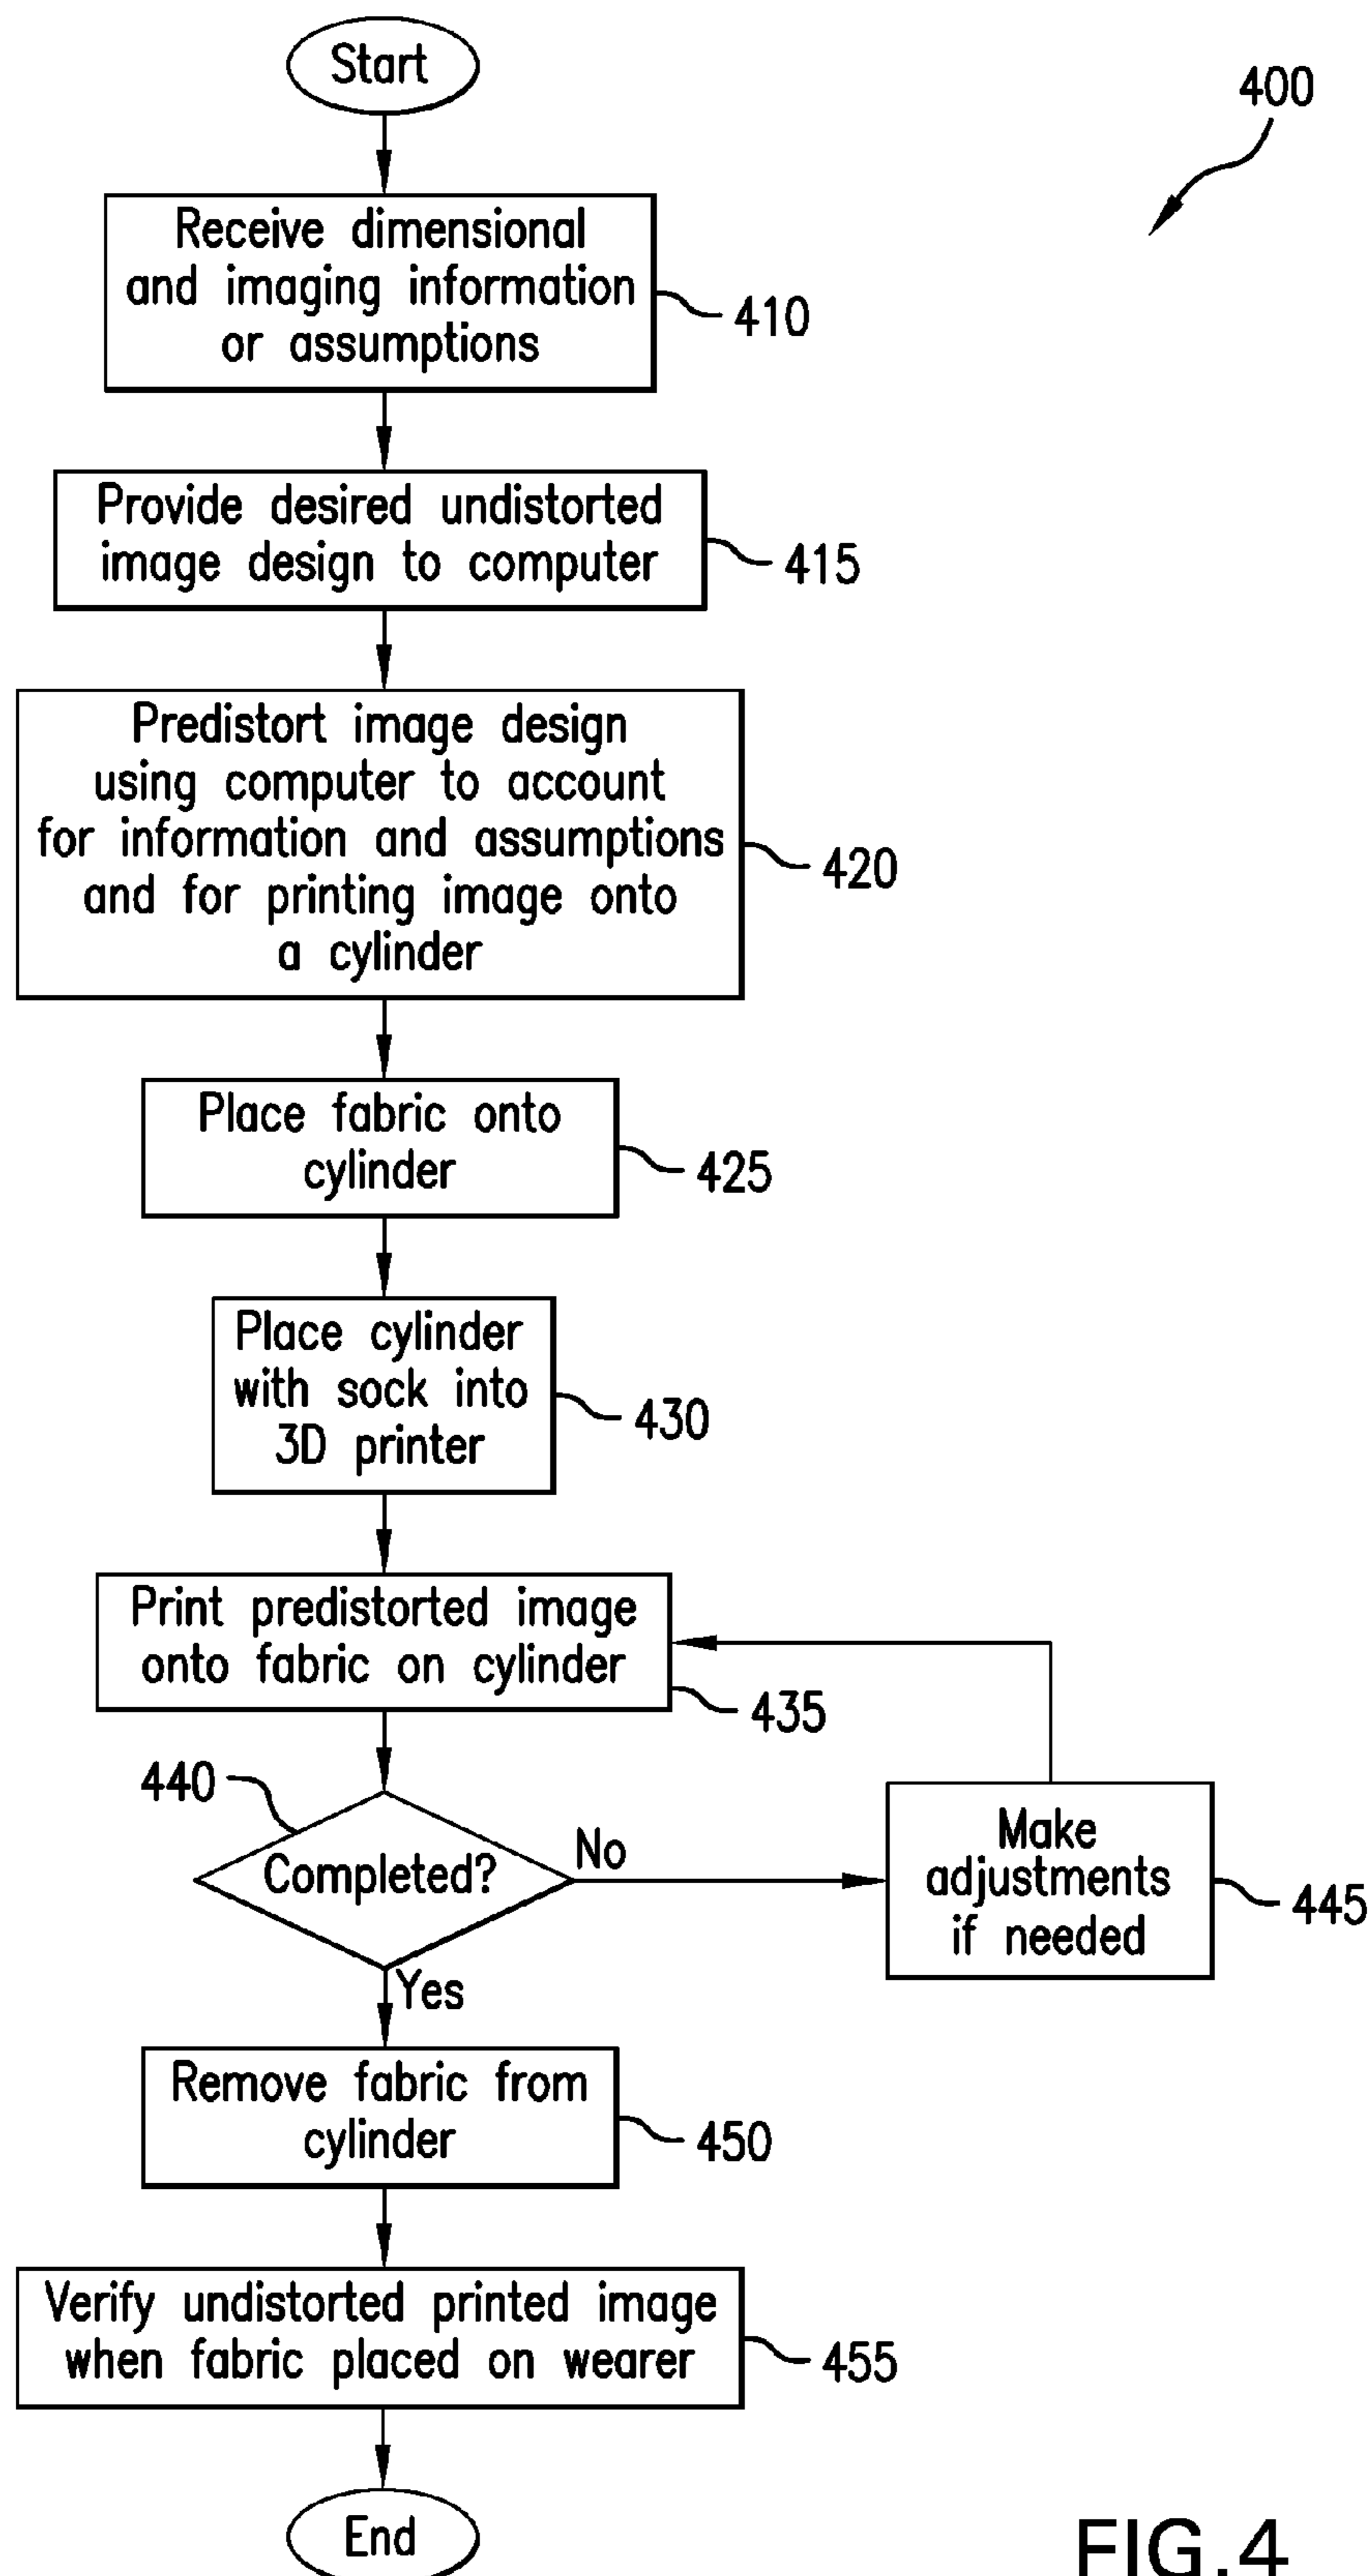 Start
400
Receive dimensional
and imaging information
or assumptions
410
Provide desired undistorted
image design to computer
415
Predistort image design
using computer to account
for information and assumptions
and for printing image onto
a cylinder
420
Place fabric onto
cylinder
425
Place cylinder
with sock into
3D printer
430
Print predistorted image
onto fabric on cylinder
435
440
Completed?
No
Make
adjustments
if needed
445
Yes
Remove fabric from
cylinder
450
Verify undistorted printed image
when fabric placed on wearer
455
End
FIG.4